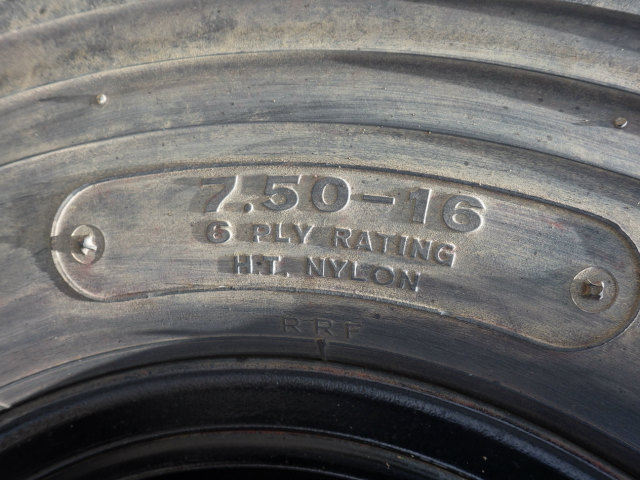 7.50-16
6 PLY RATING
H-T. NYLON
RRF